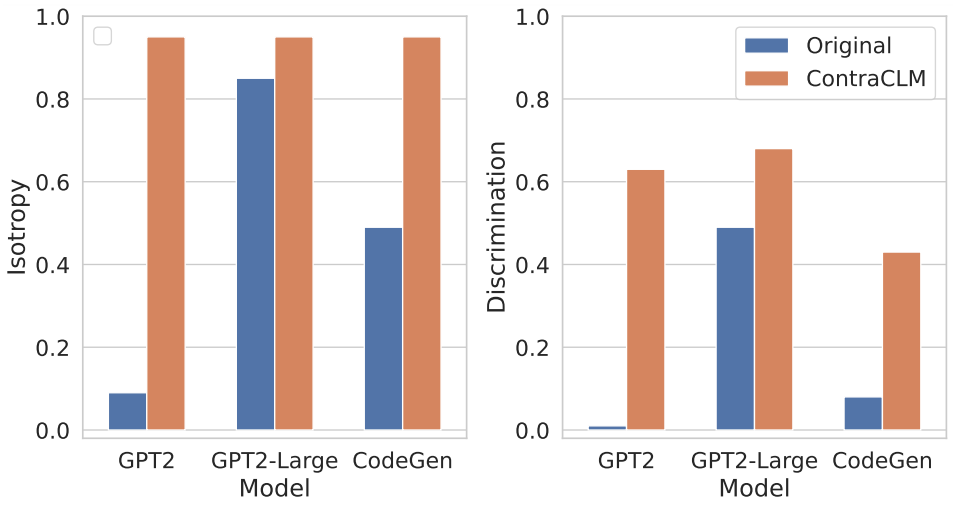 Isotropy
1.0
0.8
0.6
0.4
0.2
0.0
GPT2 GPT2-Large CodeGen
Model
Discrimination
1.0
0.8
0.6
0.4
0.2
0.0
Original
ContraCLM
GPT2 GPT2-Large CodeGen
Model